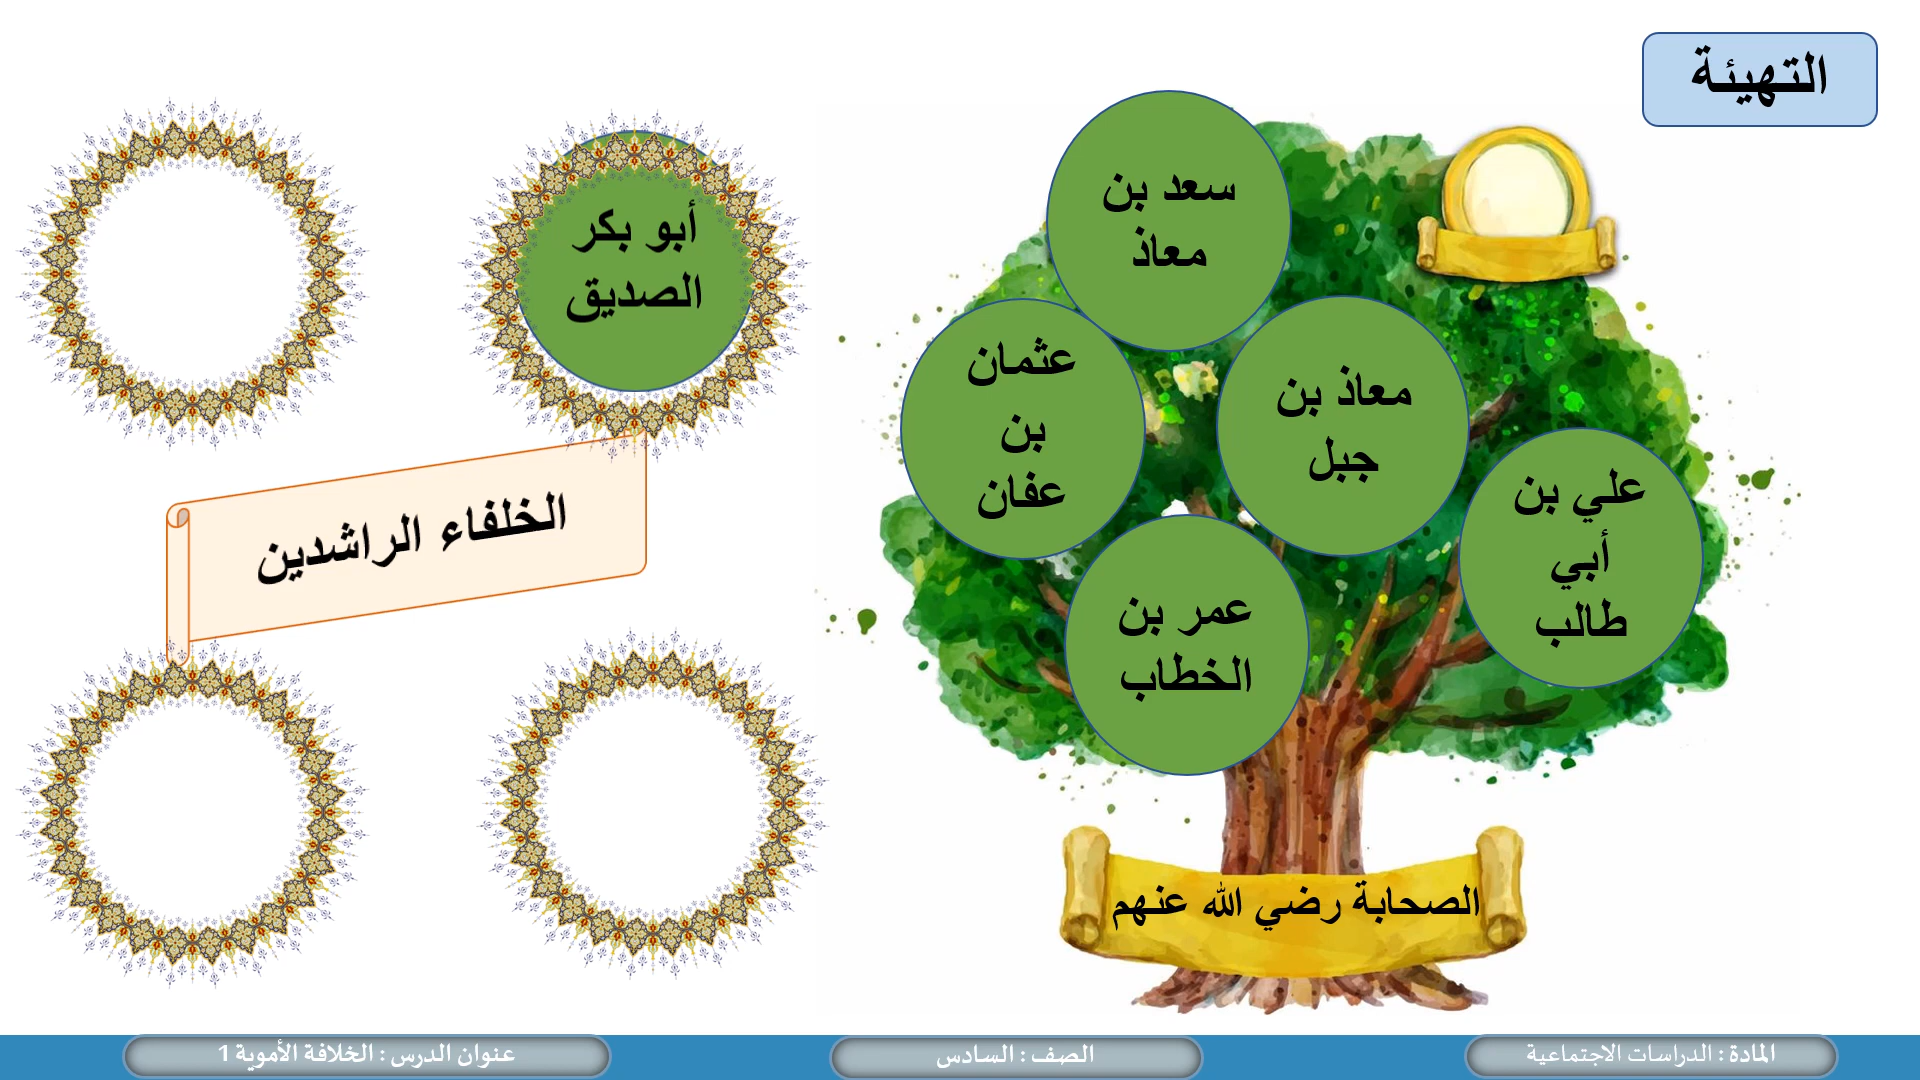 التهيئة
سعد بن
معاذ
عثمان
بن
عفان
معاذ بن
جبل
علي بن
أبي
طالب
عمر بن
الخطاب
الصحابة رضي الله عنهم
أبو بكر
الصديق
الخلفاء الراشدين
المادة : الدراسات الاجتماعية
الصف : السادس
عنوان الدرس : الخلافة الأموية 1